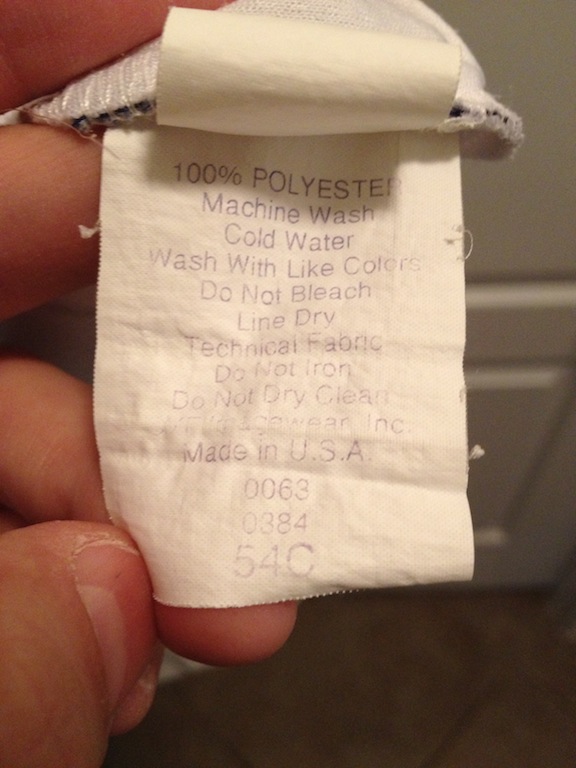 100% POLYESTER
Machine Wash
Cold Water
Wash With Like Colors
Do Not Bleach
Line Dry
Technical Fabric
Do Not Iron
Do Not Dry Clean
Inc.
Made in U.S.A.
0063
0384
54C